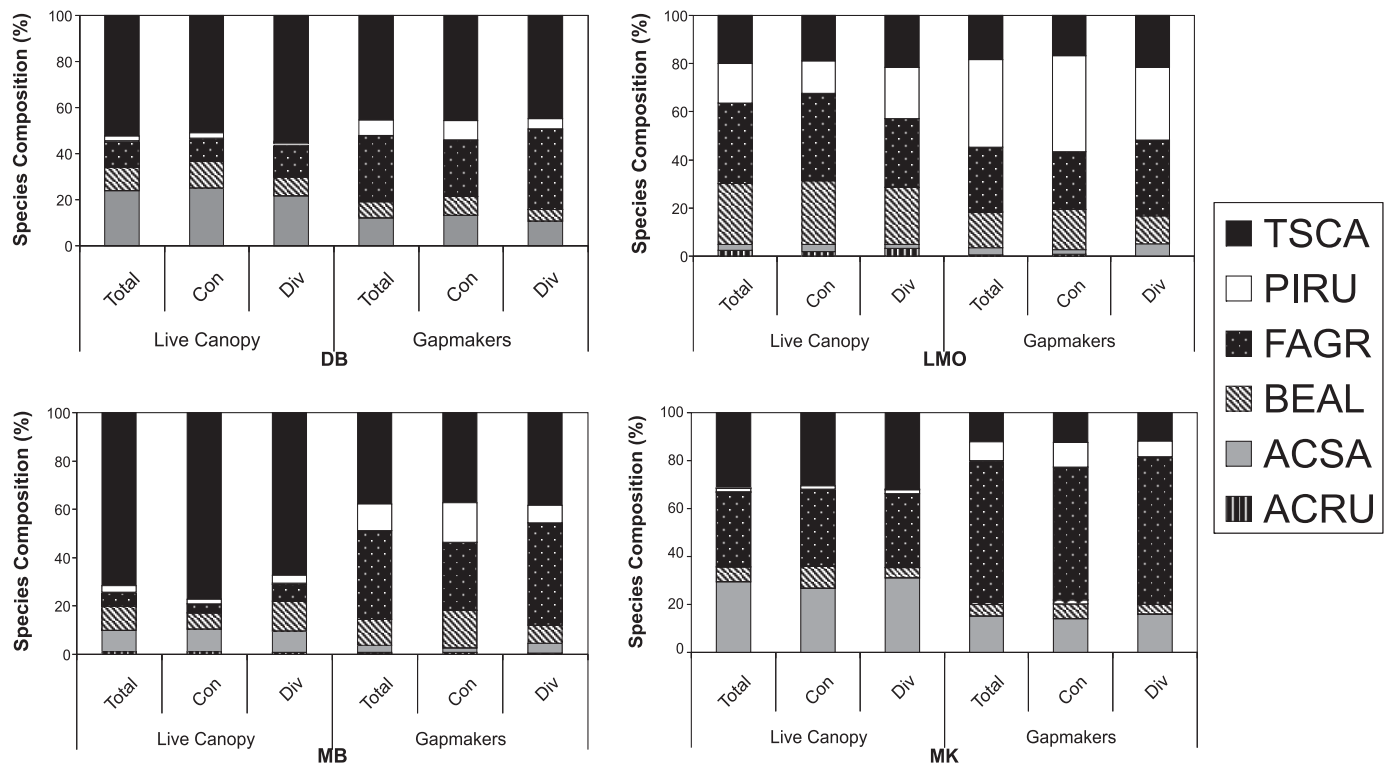 Species Composition (%)
100
80
60
40
20
0
Total
Con
Div
Total
Con
Div
Live Canopy
Gapmakers
DB
Species Composition (%)
100
80
60
40
20
0
Total
Con
Div
Total
Con
Div
Live Canopy
Gapmakers
LMO
Species Composition (%)
100
80
60
40
20
0
Total
Con
Div
Total
Con
Div
Live Canopy
Gapmakers
MB
Species Composition (%)
100
80
60
40
20
0
Total
Con
Div
Total
Con
Div
Live Canopy
Gapmakers
MK
TSCA
PIRU
FAGR
BEAL
ACSA
ACRU